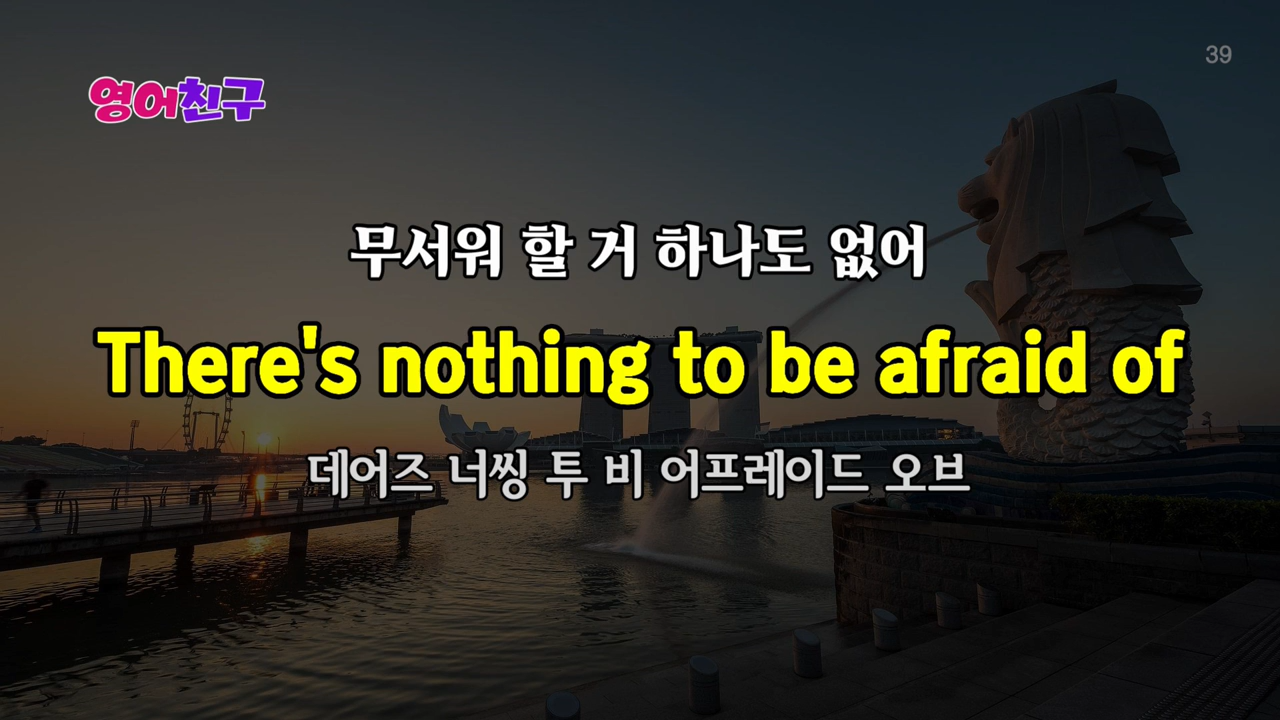 39
영어친구
무서워 할 거 하나도 없어
There's nothing to be afraid of
데어즈 너씽 투 비 어프레이드 오브